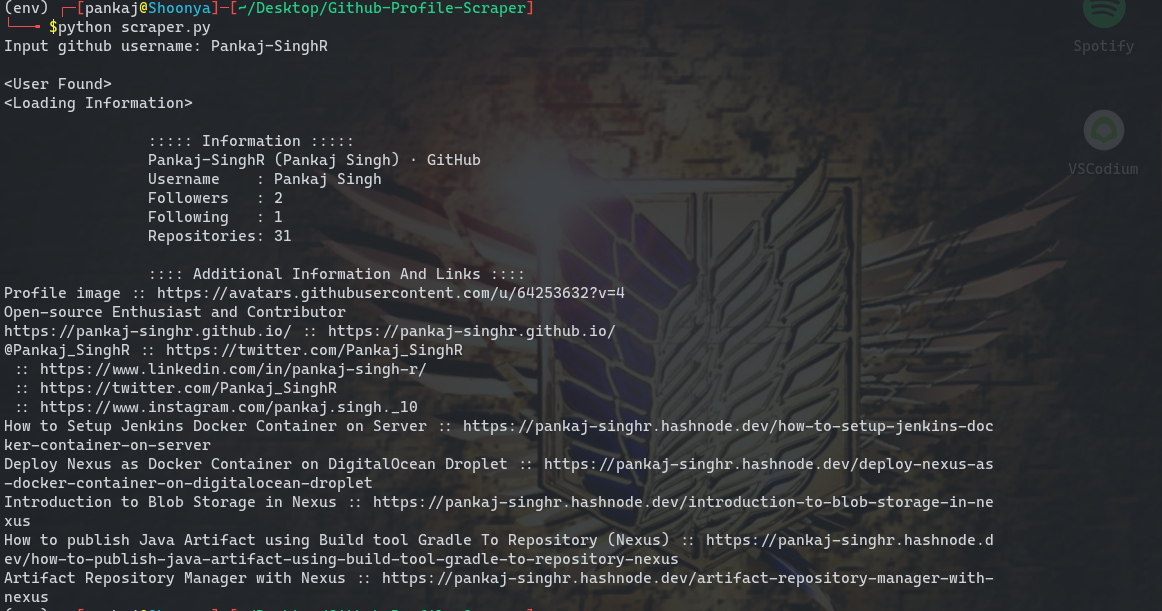 (env) ┌─[pankaj@Shoonya]─[~/Desktop/Github-Profile-Scraper]
└──╼ $python scraper.py
Input github username: Pankaj-SinghR
<User Found>
<Loading Information>
::::: Information :::::
Pankaj-SinghR (Pankaj Singh) · GitHub
Username    : Pankaj Singh
Followers   : 2
Following   : 1
Repositories: 31
:::: Additional Information And Links ::::
Profile image :: https://avatars.githubusercontent.com/u/64253632?v=4
Open-source Enthusiast and Contributor
https://pankaj-singhr.github.io/ :: https://pankaj-singhr.github.io/
@Pankaj_SinghR :: https://twitter.com/Pankaj_SinghR
:: https://www.linkedin.com/in/pankaj-singh-r/
:: https://twitter.com/Pankaj_SinghR
:: https://www.instagram.com/pankaj.singh._10
How to Setup Jenkins Docker Container on Server :: https://pankaj-singhr.hashnode.dev/how-to-setup-jenkins-doc
ker-container-on-server
Deploy Nexus as Docker Container on DigitalOcean Droplet :: https://pankaj-singhr.hashnode.dev/deploy-nexus-as
-docker-container-on-digitalocean-droplet
Introduction to Blob Storage in Nexus :: https://pankaj-singhr.hashnode.dev/introduction-to-blob-storage-in-ne
xus
How to publish Java Artifact using Build tool Gradle To Repository (Nexus) :: https://pankaj-singhr.hashnode.d
ev/how-to-publish-java-artifact-using-build-tool-gradle-to-repository-nexus
Artifact Repository Manager with Nexus :: https://pankaj-singhr.hashnode.dev/artifact-repository-manager-with-
nexus
Spotify
VSCodium